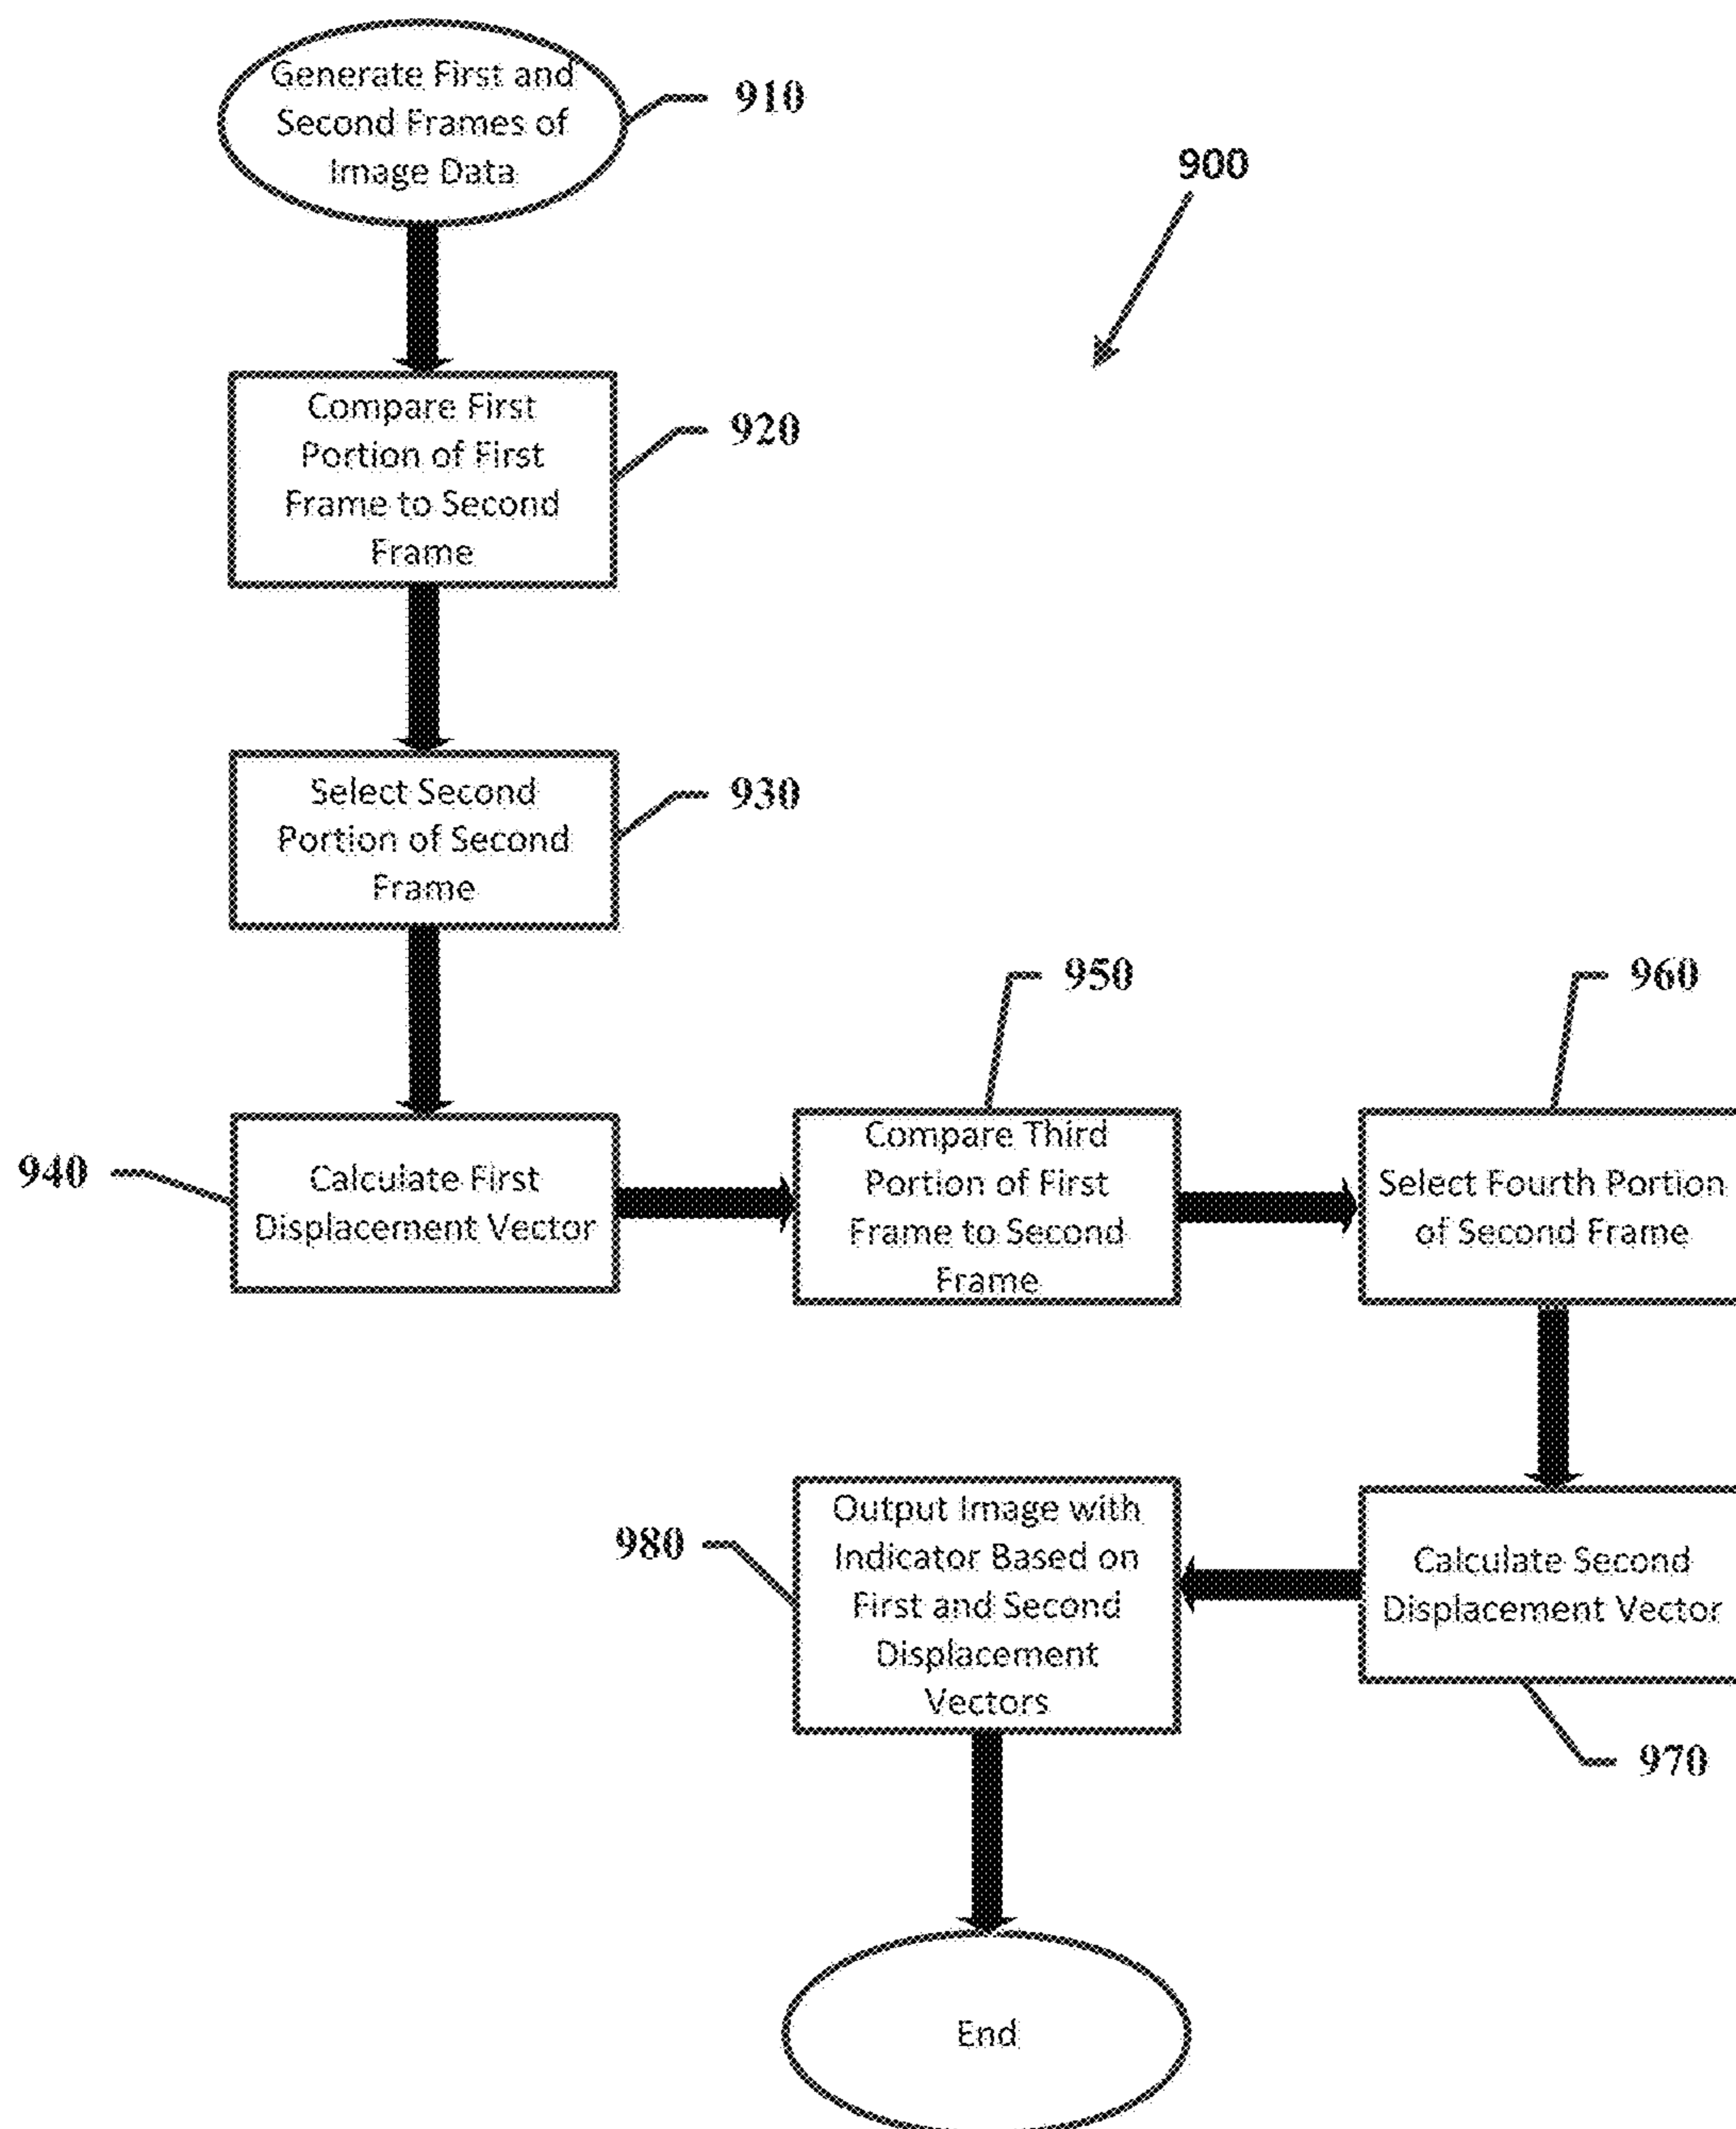 Generate First and
Second Frames of
Image Data
910
900
Compare First
Portion of First
Frame to Second
Frame
920
Select Second
Portion of Second
Frame
930
940
Calculate First
Displacement Vector
950
Compare Third
Portion of First
Frame to Second
Frame
960
Select Fourth Portion
of Second Frame
980
Output Image with
Indicator Based on
First and Second
Displacement
Vectors
Calculate Second
Displacement Vector
970
End